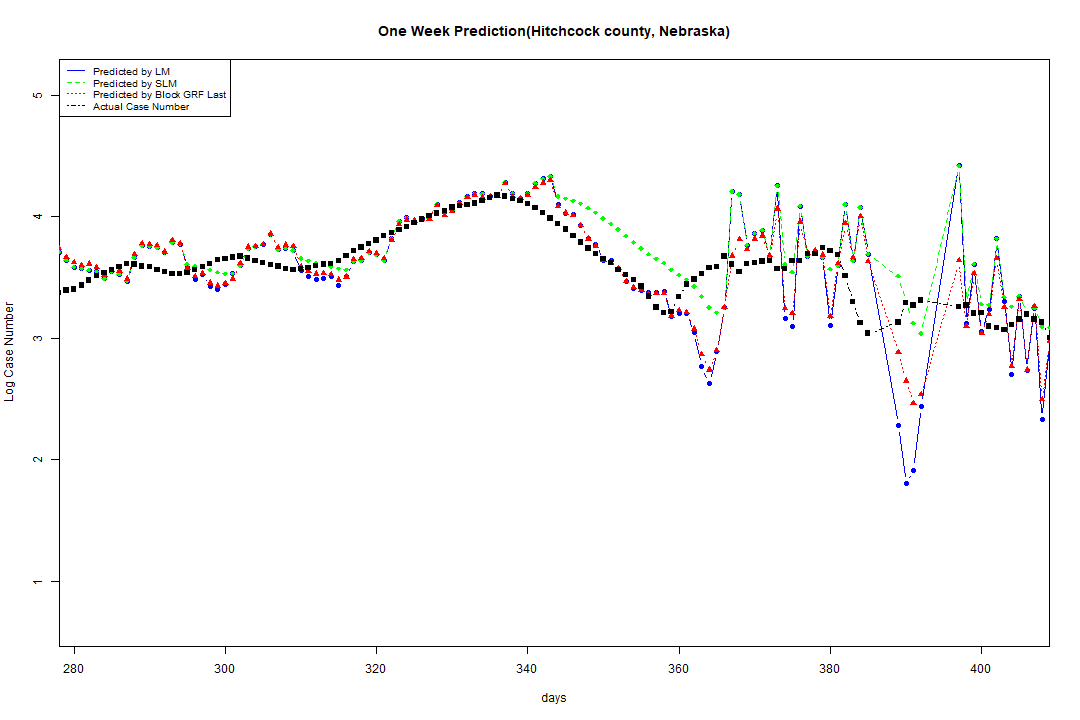 One Week Prediction(Hitchcock county, Nebraska)
Predicted by LM
Predicted by SLM
Predicted by Block GRF Last
Actual Case Number
5
4
3
2
1
Log Case Number
280 300 320 340 360 380 400
days